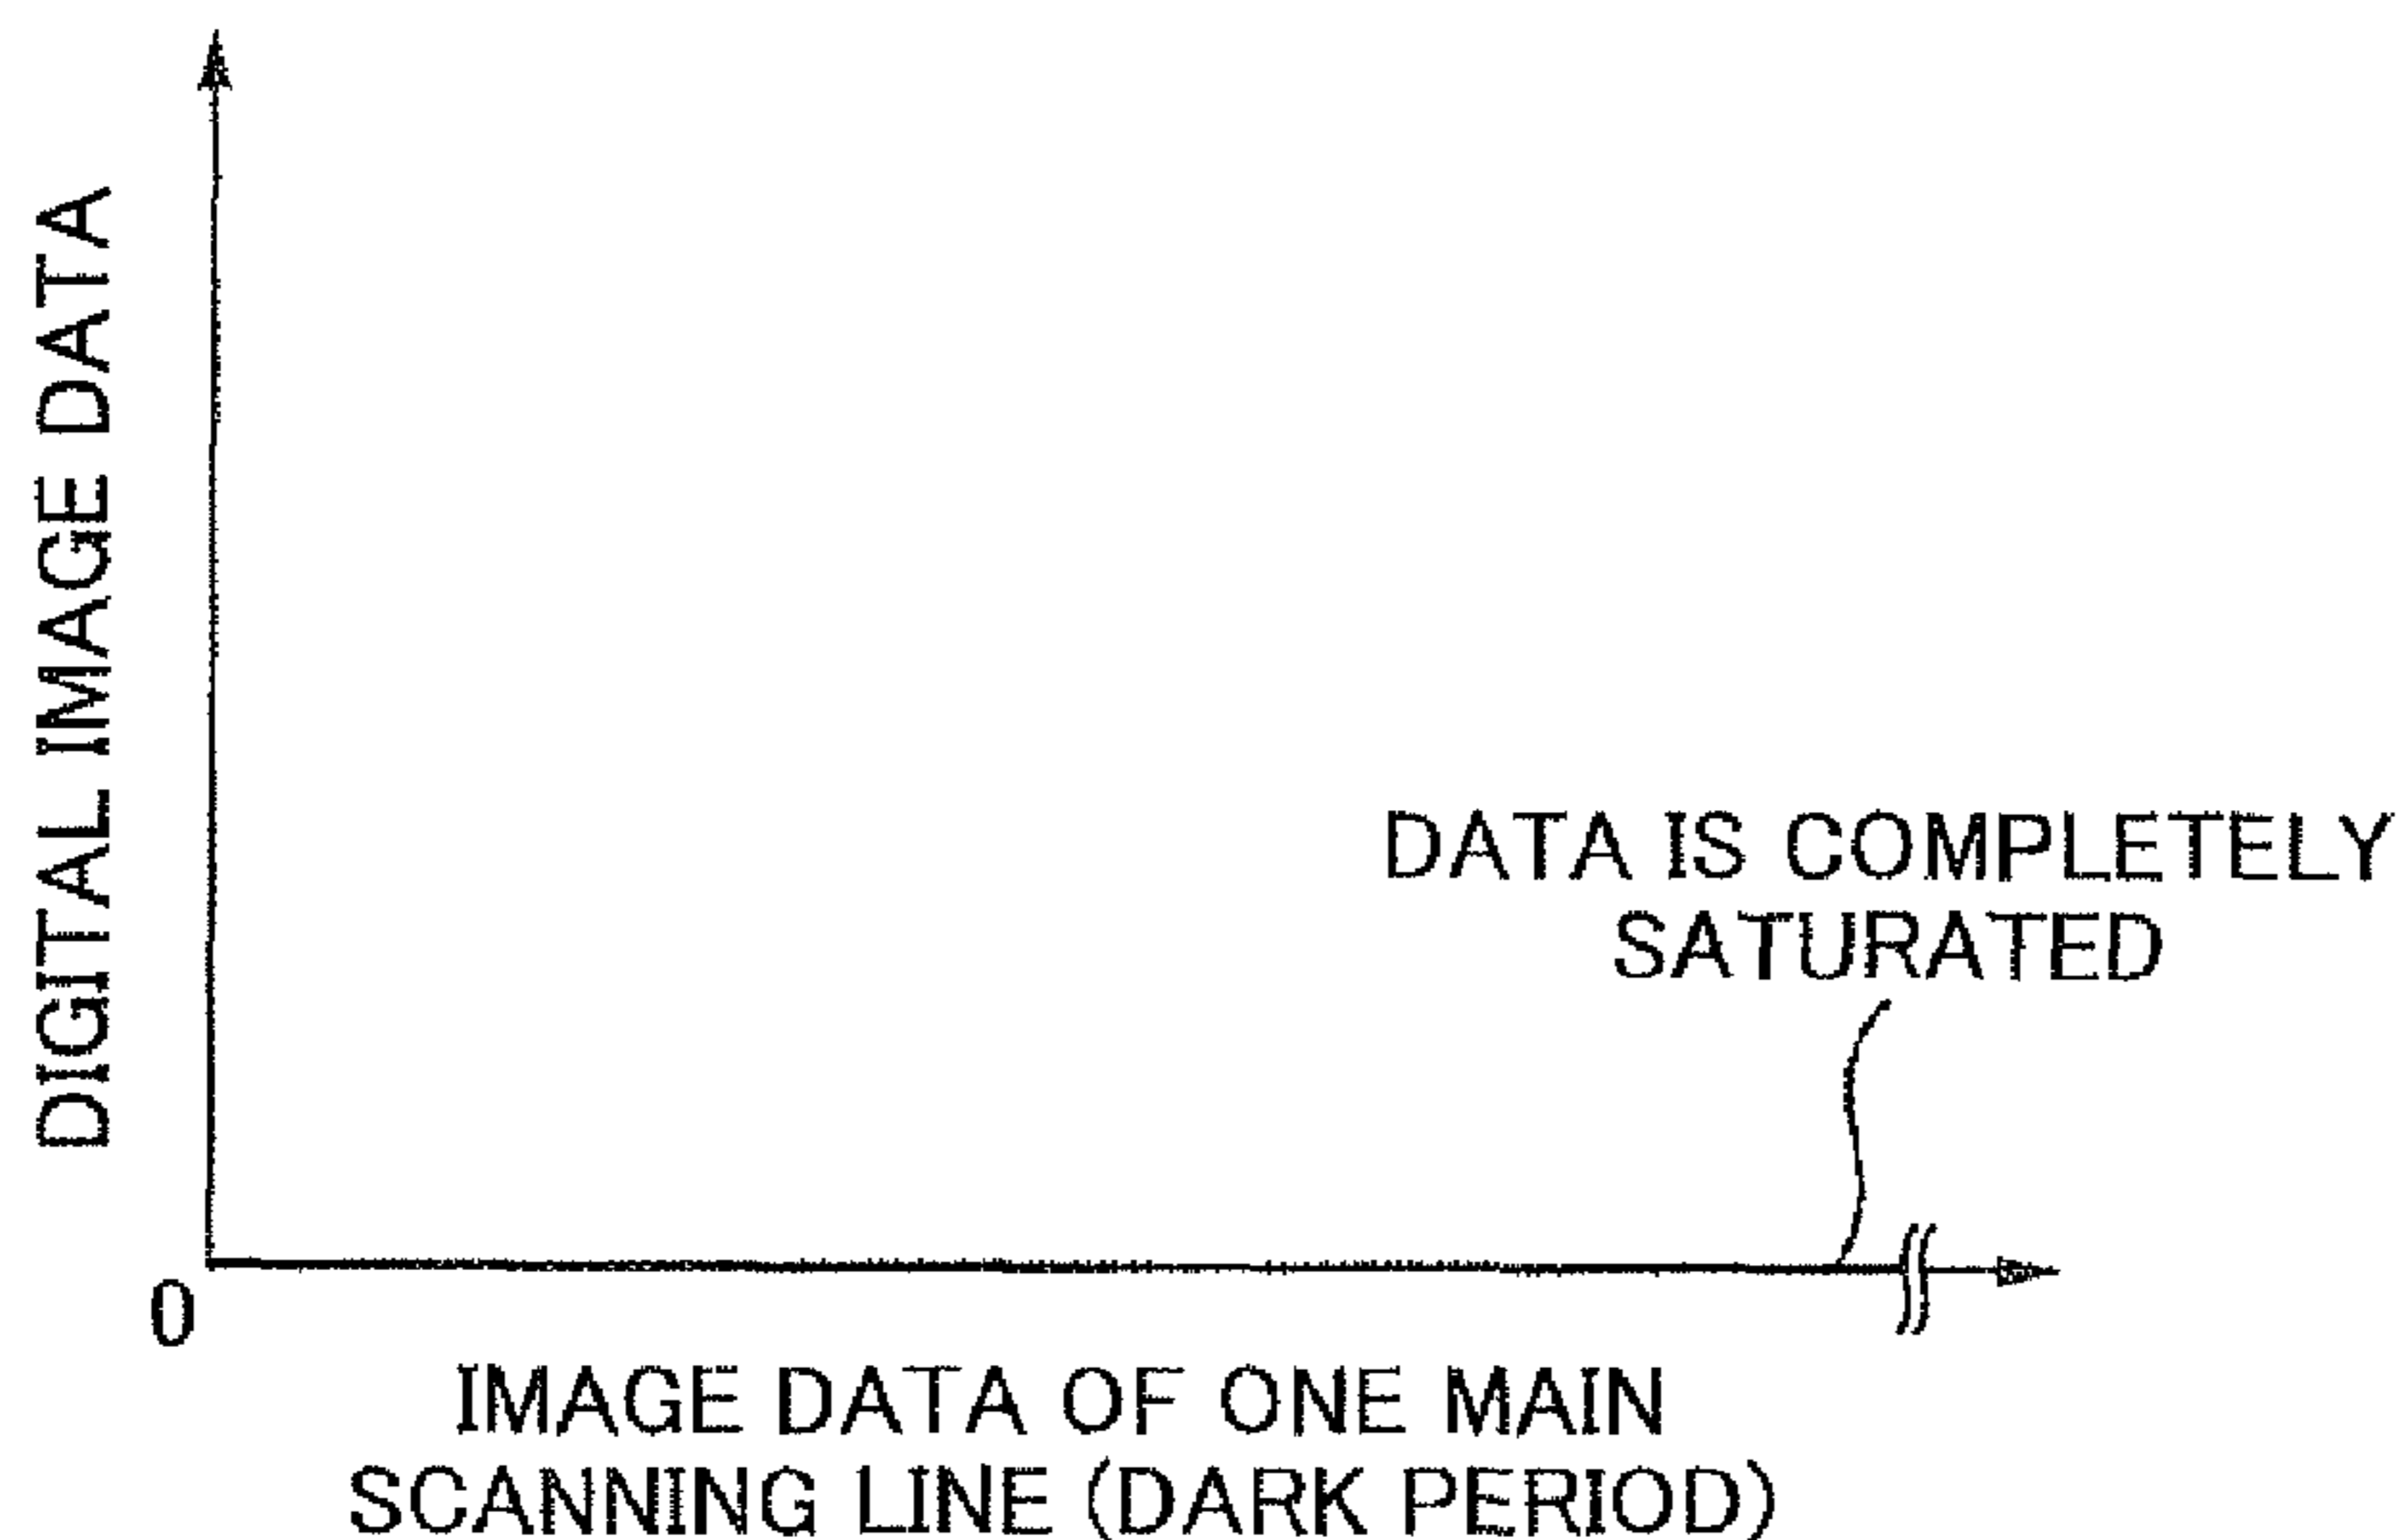 DIGITAL IMAGE DATA
DATA IS COMPLETELY
SATURATED
0
IMAGE DATA OF ONE MAIN
SCANNING LINE (DARK PERIOD)